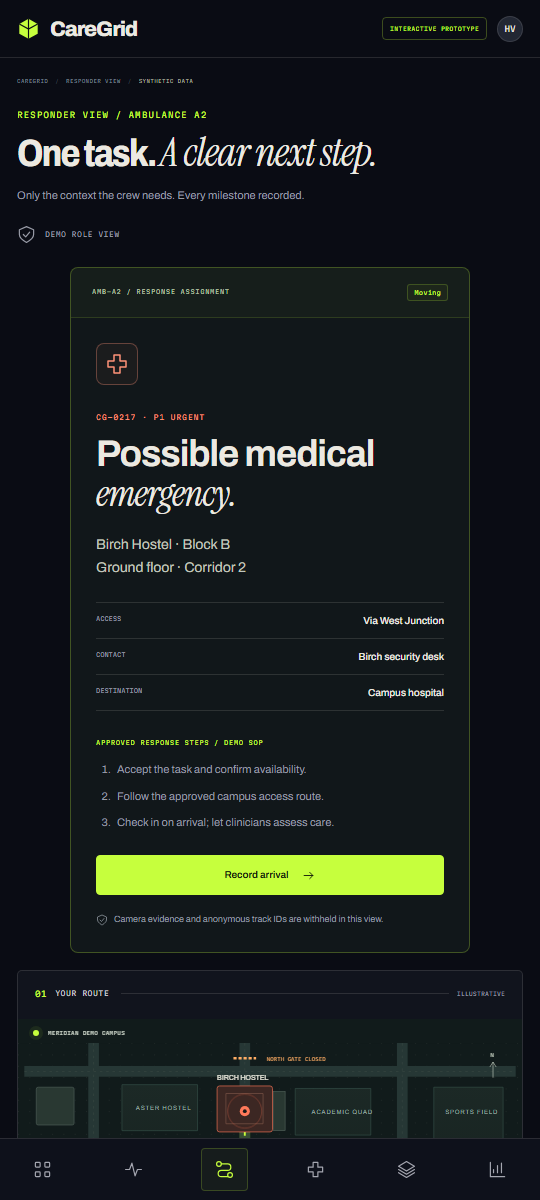 CareGrid
INTERACTIVE PROTOTYPE
HV
CAREGRID / RESPONDER VIEW / SYNTHETIC DATA
RESPONDER VIEW / AMBULANCE A2
One task. A clear next step.
Only the context the crew needs. Every milestone recorded.
DEMO ROLE VIEW
AMB-A2 / RESPONSE ASSIGNMENT
Moving
CG-0217 · P1 URGENT
Possible medical
emergency.
Birch Hostel · Block B
Ground floor · Corridor 2
ACCESS Via West Junction
CONTACT Birch security desk
DESTINATION Campus hospital
APPROVED RESPONSE STEPS / DEMO SOP
1. Accept the task and confirm availability.
2. Follow the approved campus access route.
3. Check in on arrival; let clinicians assess care.
Record arrival →
Camera evidence and anonymous track IDs are withheld in this view.
01 YOUR ROUTE ILLUSTRATIVE
MERIDIAN DEMO CAMPUS
NORTH GATE CLOSED
N
BIRCH HOSTEL
ASTER HOSTEL
ACADEMIC QUAD
SPORTS FIELD